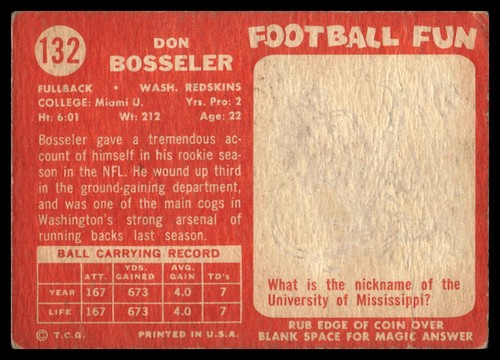 132
DON
BOSSELER
FULLBACK • WASH. REDSKINS
COLLEGE: Miami U. Yrs. Pro: 2
Ht: 6:01 Wt: 212 Age: 22
Bosseler gave a tremendous ac-
count of himself in his rookie sea-
son in the NFL. He wound up third
in the ground-gaining department,
and was one of the main cogs in
Washington's strong arsenal of
running backs last season.
BALL CARRYING RECORD
ATT. YDS. GAINED AVG. GAIN TD's
YEAR 167 673 4.0 7
LIFE 167 673 4.0 7
© T.C.G. PRINTED IN U.S.A.
FOOTBALL FUN
What is the nickname of the
University of Mississippi?
RUB EDGE OF COIN OVER
BLANK SPACE FOR MAGIC ANSWER